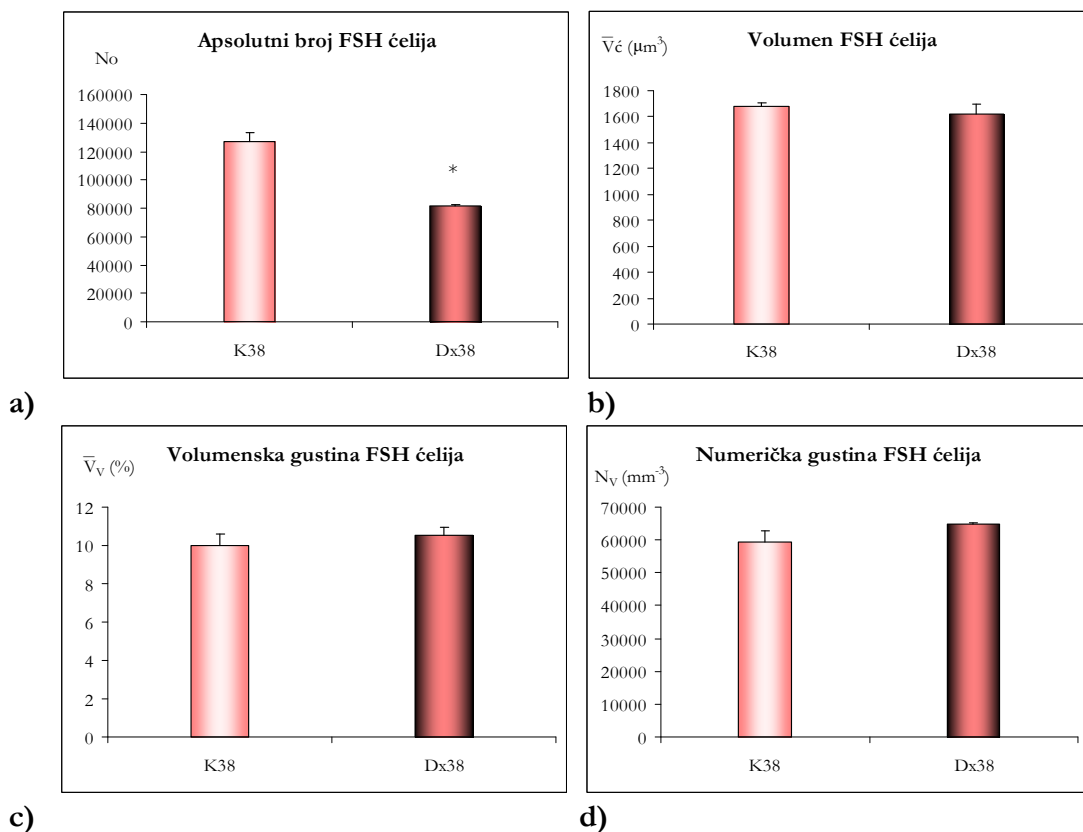 Apsolutni broj FSH ćelija
No
160000
140000
120000
100000
80000
60000
40000
20000
0
*
K38 Dx38
a)
Volumen FSH ćelija
V̅ć (μm³)
1800
1600
1400
1200
1000
800
600
400
200
0
K38 Dx38
b)
Volumenska gustina FSH ćelija
V̅V (%)
12
10
8
6
4
2
0
K38 Dx38
c)
Numerička gustina FSH ćelija
NV (mm⁻³)
70000
60000
50000
40000
30000
20000
10000
0
K38 Dx38
d)